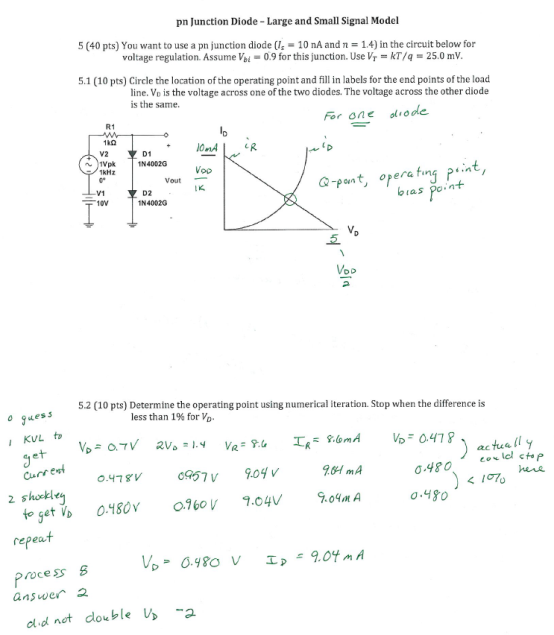 pn Junction Diode – Large and Small Signal Model
5 (40 pts) You want to use a pn junction diode (Is = 10 nA and n = 1.4) in the circuit below for
voltage regulation. Assume Vbi = 0.9 for this junction. Use VT = kT/q = 25.0 mV.
5.1 (10 pts) Circle the location of the operating point and fill in labels for the end points of the load
line. VD is the voltage across one of the two diodes. The voltage across the other diode
is the same.
For one diode
R1
1kΩ
V2
1Vpk
1kHz
0°
V1
10V
D1
1N4002G
Vout
D2
1N4002G
+
-
ID
10mA
VDD
1K
iR
iD
Q-point, operating point,
bias point
VD
5
VDD
2
5.2 (10 pts) Determine the operating point using numerical iteration. Stop when the difference is
less than 1% for VD.
0 guess
1 KVL to
get
current
2 shockley
to get VD
repeat
VD = 0.7V 2VD = 1.4 VR = 8.6 IR = 8.6mA VD = 0.478
0.478V 0.957V 9.04V 9.04 mA 0.480
0.480V 0.960V 9.04V 9.04mA 0.480
actually
could stop
here
< 1%
VD = 0.480 V ID = 9.04 mA
process 8
answer 2
did not double VD -2